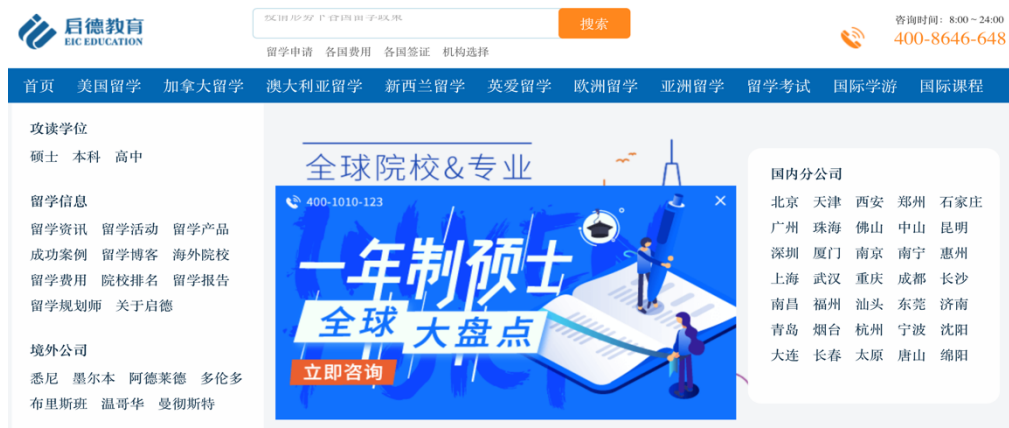 启德教育
EIC EDUCATION
搜索
留学申请 各国费用 各国签证 机构选择
咨询时间：8:00 ~ 24:00
400-8646-648
首页 美国留学 加拿大留学 澳大利亚留学 新西兰留学 英爱留学 欧洲留学 亚洲留学 留学考试 国际学游 国际课程
攻读学位
硕士 本科 高中
留学信息
留学资讯 留学活动 留学产品
成功案例 留学博客 海外院校
留学费用 院校排名 留学报告
留学规划师 关于启德
境外公司
悉尼 墨尔本 阿德莱德 多伦多
布里斯班 温哥华 曼彻斯特
全球院校&专业
400-1010-123
一年制硕士
全球大盘点
立即咨询
国内分公司
北京 天津 西安 郑州 石家庄
广州 珠海 佛山 中山 昆明
深圳 厦门 南京 南宁 惠州
上海 武汉 重庆 成都 长沙
南昌 福州 汕头 东莞 济南
青岛 烟台 杭州 宁波 沈阳
大连 长春 太原 唐山 绵阳